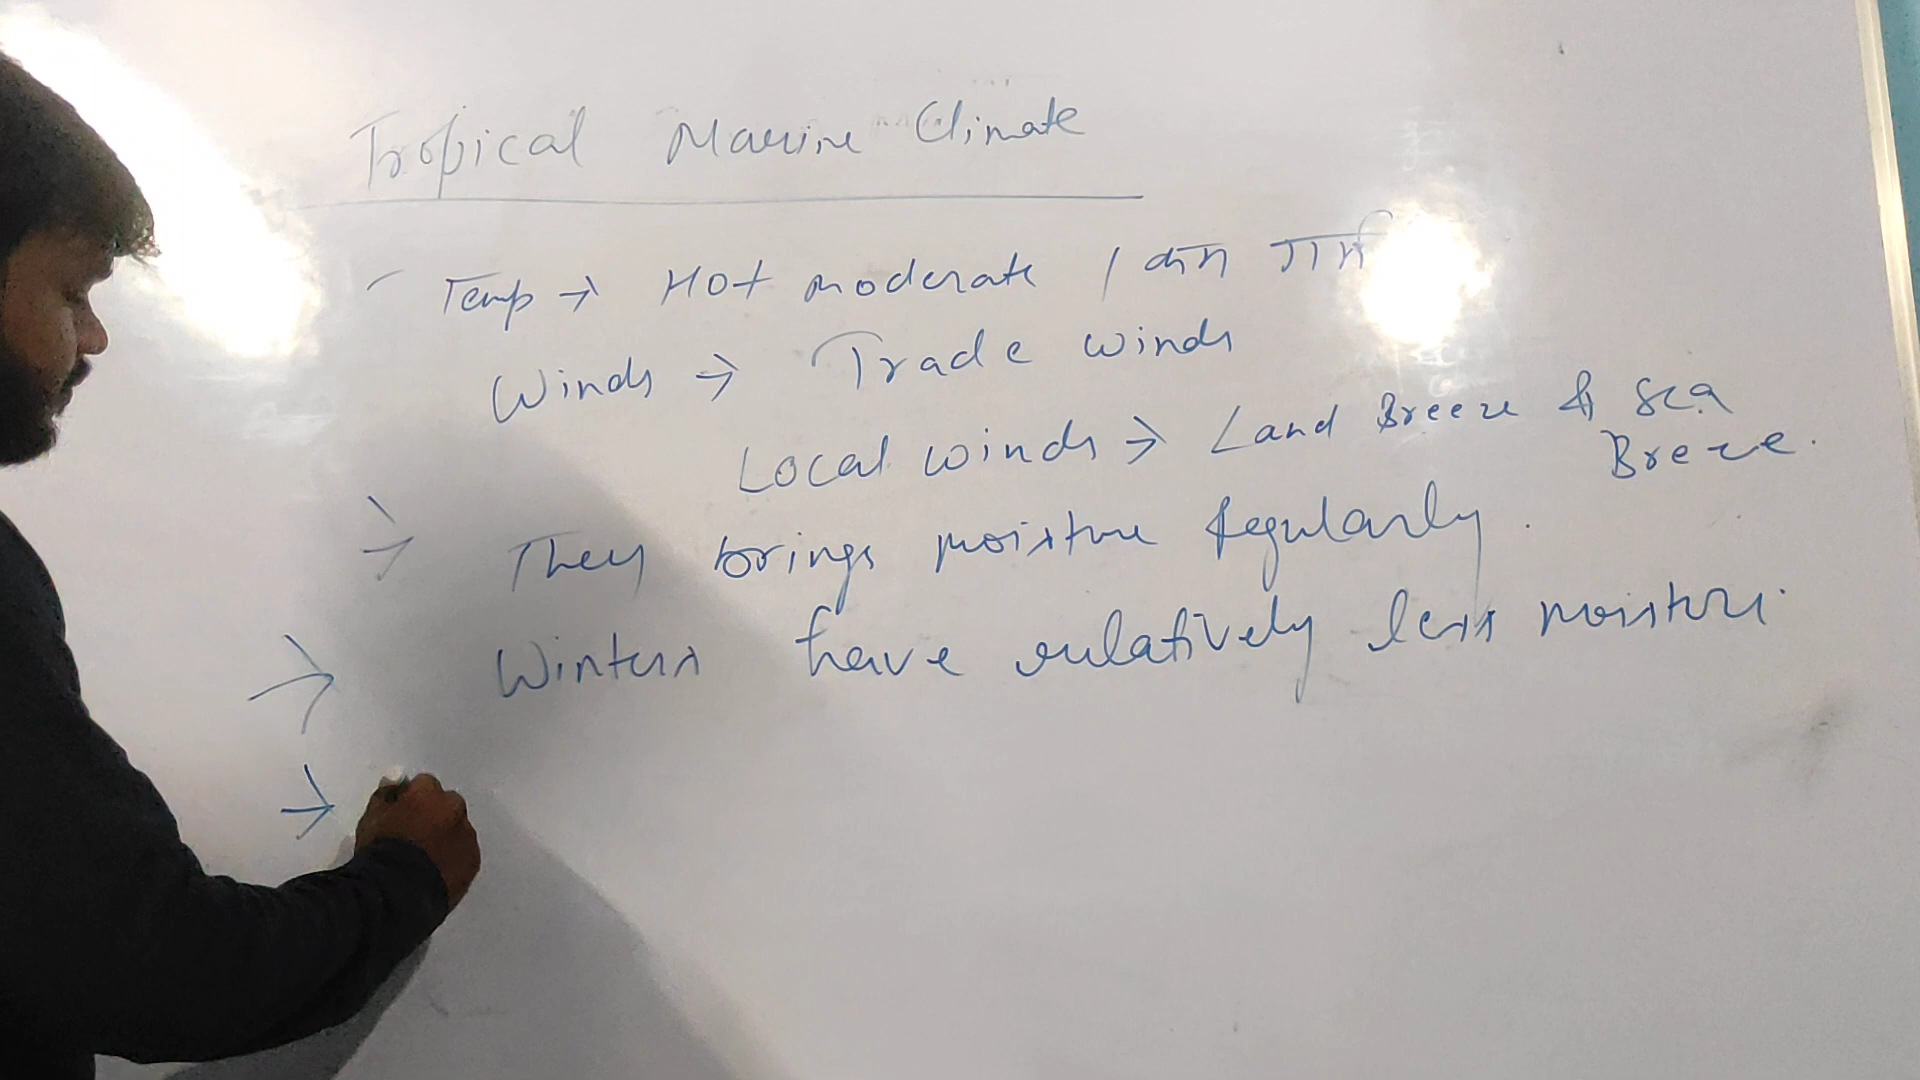 Tropical Marine Climate
Temp → Hot moderate / कम गर्म
Winds → Trade winds
Local winds → Land Breeze & Sea
Breeze.
→ They brings moisture Regularly.
→ Winters have relatively less moisture.
→